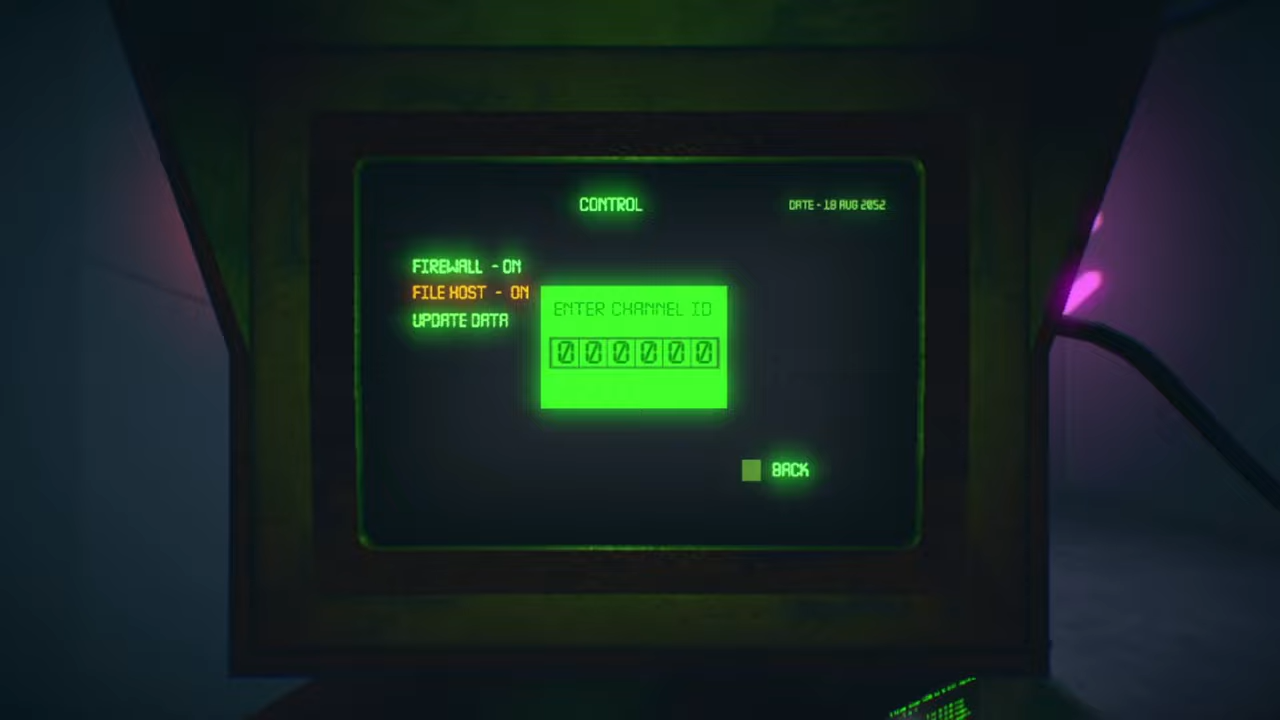 CONTROL
DATE - 18 AUG 2052
FIREWALL - ON
FILE HOST - ON
UPDATE DATA
ENTER CHANNEL ID
000000
BACK